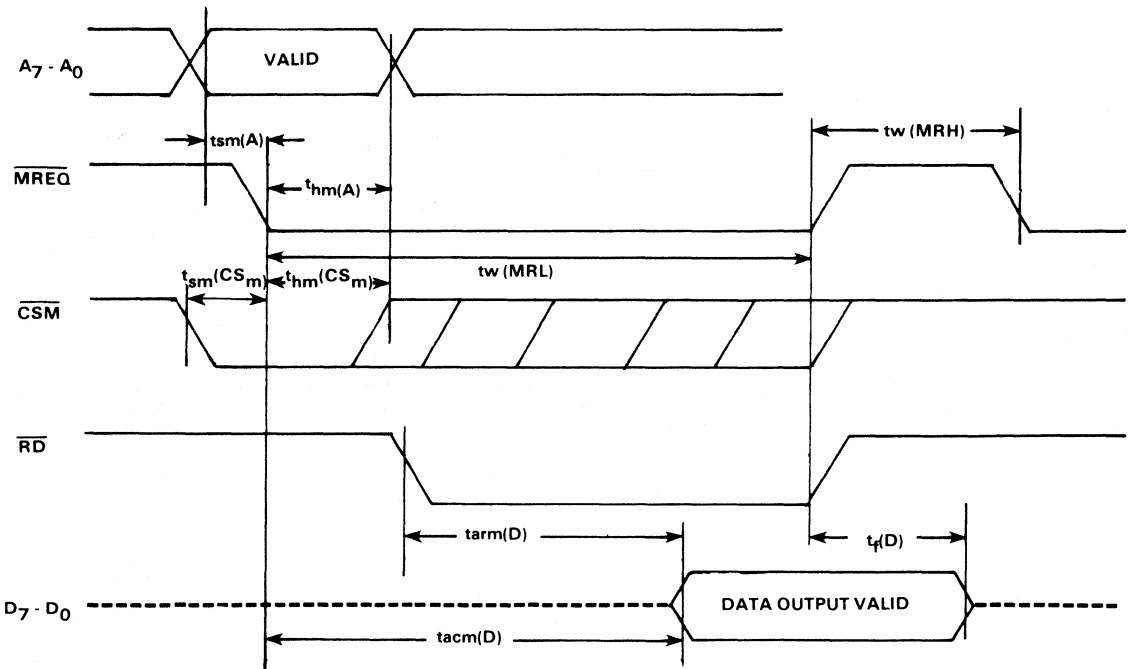 A7 - A0
VALID
tsm(A)
tw (MRH)
MREQ
thm(A)
tw (MRL)
tsm(CSm)
thm(CSm)
CSM
RD
tarm(D)
tf(D)
D7 - D0
DATA OUTPUT VALID
tacm(D)